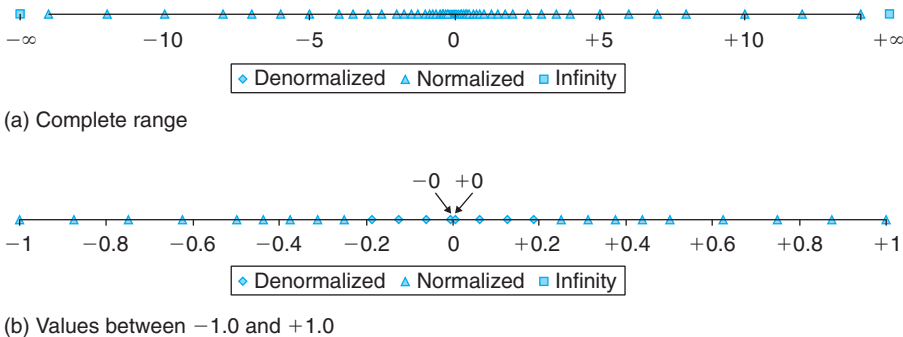 −∞ −10 −5 0 +5 +10 +∞
Denormalized Normalized Infinity
(a) Complete range
−0 +0
−1 −0.8 −0.6 −0.4 −0.2 0 +0.2 +0.4 +0.6 +0.8 +1
Denormalized Normalized Infinity
(b) Values between −1.0 and +1.0